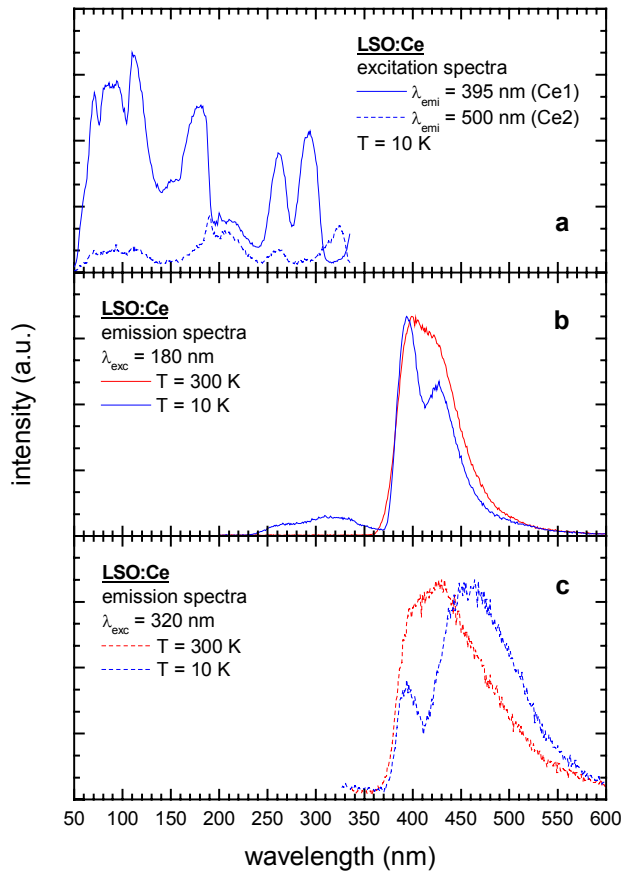 LSO:Ce
excitation spectra
λemi = 395 nm (Ce1)
λemi = 500 nm (Ce2)
T = 10 K
a
LSO:Ce
emission spectra
λexc = 180 nm
T = 300 K
T = 10 K
b
LSO:Ce
emission spectra
λexc = 320 nm
T = 300 K
T = 10 K
c
intensity (a.u.)
50 100 150 200 250 300 350 400 450 500 550 600
wavelength (nm)